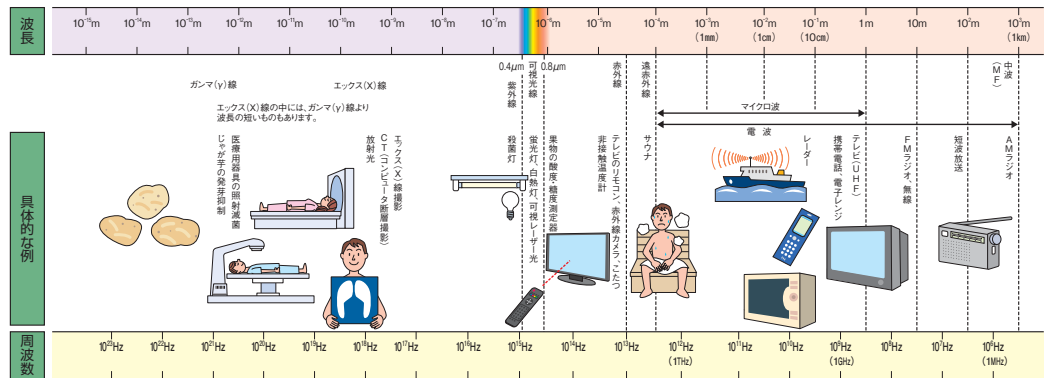 波長
10⁻¹⁵m 10⁻¹⁴m 10⁻¹³m 10⁻¹²m 10⁻¹¹m 10⁻¹⁰m 10⁻⁹m 10⁻⁸m 10⁻⁷m 10⁻⁶m 10⁻⁵m 10⁻⁴m 10⁻³m 10⁻²m 10⁻¹m 1m 10m 10²m 10³m
(1mm) (1cm) (10cm) (1km)
ガンマ(γ)線
エックス(X)線
エックス(X)線の中には、ガンマ(γ)線より
波長の短いものもあります。
紫外線
0.4μm
可視光線
0.8μm
赤外線
遠赤外線
中波
(MF)
マイクロ波
電波
具体的な例
じゃが芋の発芽抑制
医療用器具の照射滅菌
放射光
CT(コンピュータ断層撮影)
エックス(X)線撮影
殺菌灯
蛍光灯、白熱灯、可視レーザー光
果物の酸度・糖度測定器
非接触温度計
テレビのリモコン、赤外線カメラ、こたつ
サウナ
レーダー
携帯電話、電子レンジ
テレビ(UHF)
FMラジオ、無線
短波放送
AMラジオ
周波数
10²³Hz 10²²Hz 10²¹Hz 10²⁰Hz 10¹⁹Hz 10¹⁸Hz 10¹⁷Hz 10¹⁶Hz 10¹⁵Hz 10¹⁴Hz 10¹³Hz 10¹²Hz 10¹¹Hz 10¹⁰Hz 10⁹Hz 10⁸Hz 10⁷Hz 10⁶Hz
(1THz) (1GHz) (1MHz)